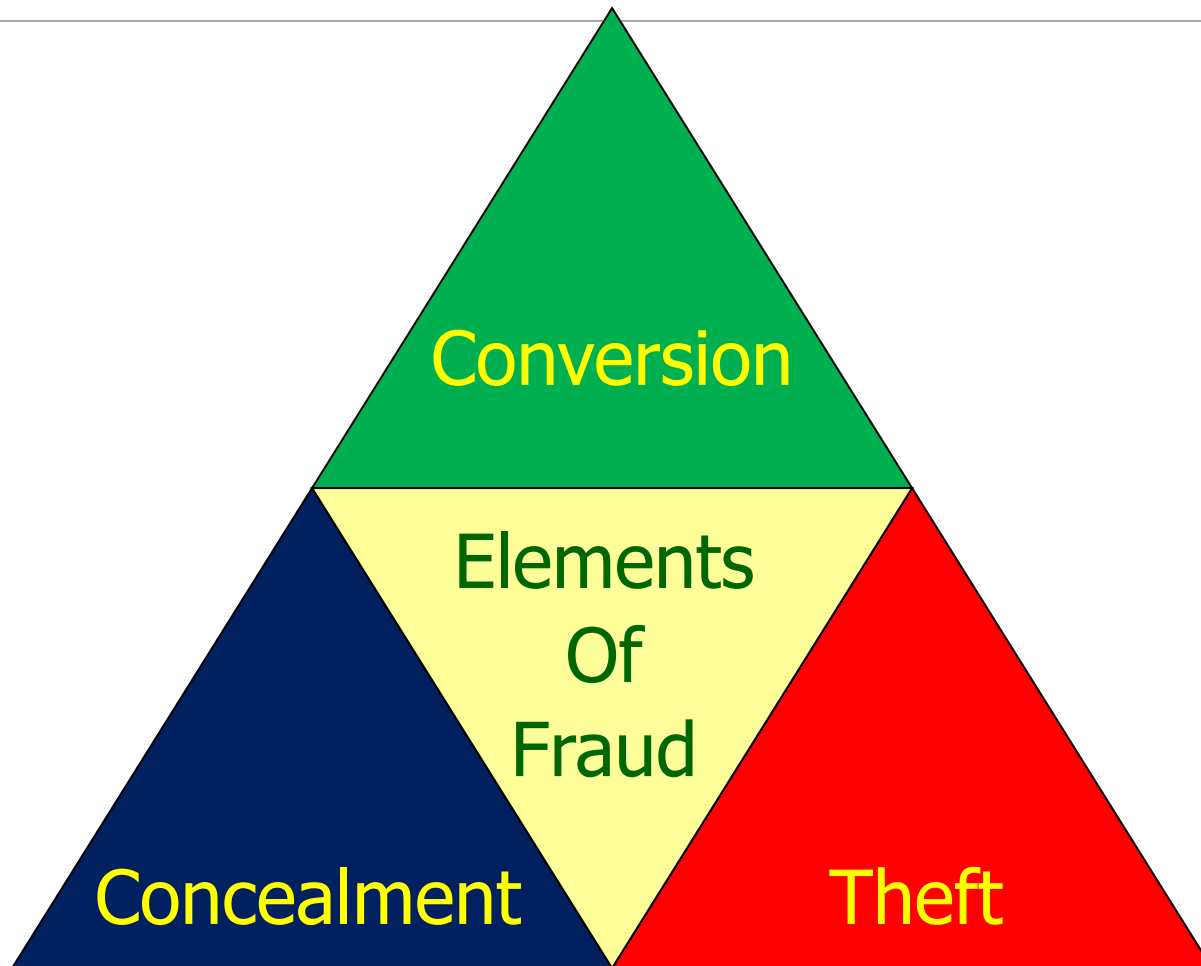 Conversion
Elements
Of
Fraud
Concealment
Theft